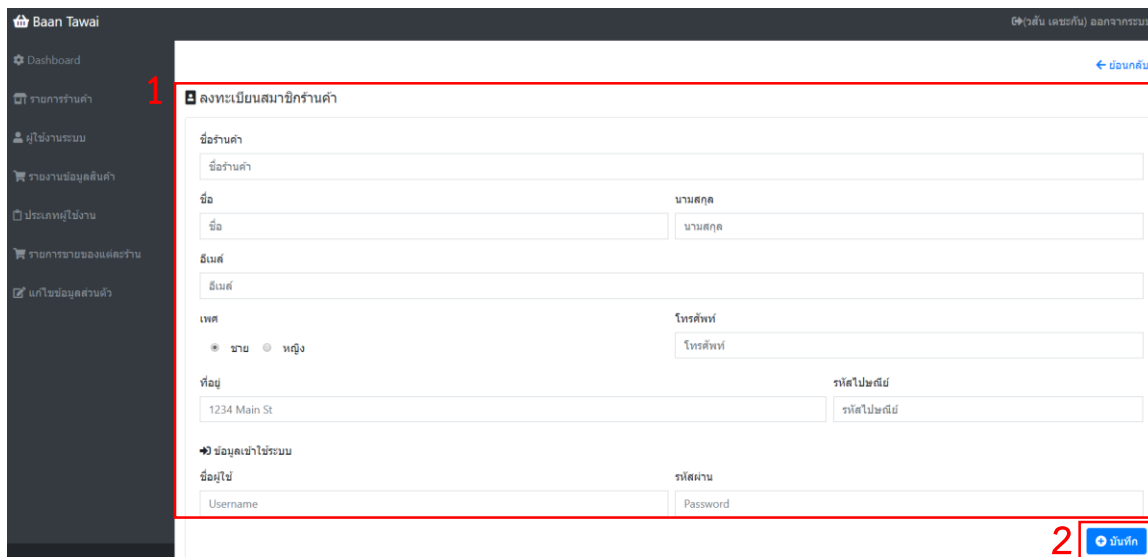 Baan Tawai
(วสัน เดชะกัน) ออกจากระบบ
Dashboard
รายการร้านค้า
ผู้ใช้งานระบบ
รายงานข้อมูลสินค้า
ประเภทผู้ใช้งาน
รายการขายของแต่ละร้าน
แก้ไขข้อมูลส่วนตัว
ย้อนกลับ
1
ลงทะเบียนสมาชิกร้านค้า
ชื่อร้านค้า
ชื่อร้านค้า
ชื่อ นามสกุล
ชื่อ นามสกุล
อีเมล์
อีเมล์
เพศ โทรศัพท์
ชาย หญิง โทรศัพท์
ที่อยู่ รหัสไปษณีย์
1234 Main St รหัสไปษณีย์
ข้อมูลเข้าใช้ระบบ
ชื่อผู้ใช้ รหัสผ่าน
Username Password
2 บันทึก